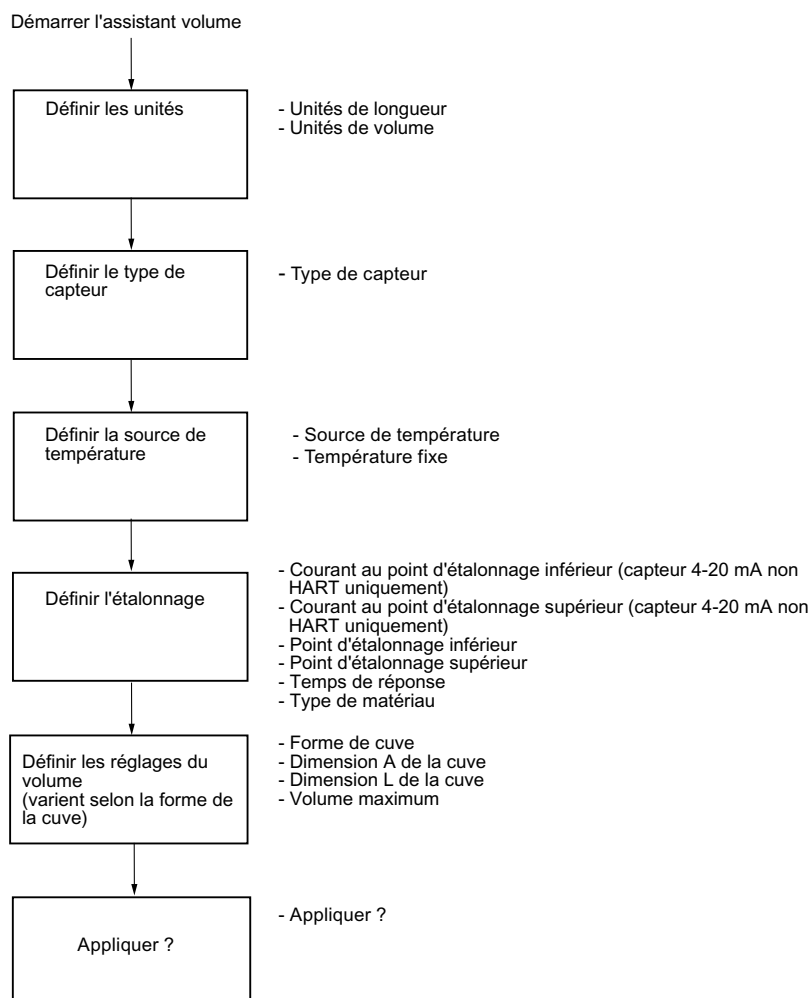 Démarrer l'assistant volume
Définir les unités
- Unités de longueur
- Unités de volume
Définir le type de
capteur
- Type de capteur
Définir la source de
température
- Source de température
- Température fixe
Définir l'étalonnage
- Courant au point d'étalonnage inférieur (capteur 4-20 mA non
HART uniquement)
- Courant au point d'étalonnage supérieur (capteur 4-20 mA non
HART uniquement)
- Point d'étalonnage inférieur
- Point d'étalonnage supérieur
- Temps de réponse
- Type de matériau
Définir les réglages du
volume
(varient selon la forme de
la cuve)
- Forme de cuve
- Dimension A de la cuve
- Dimension L de la cuve
- Volume maximum
Appliquer ?
- Appliquer ?